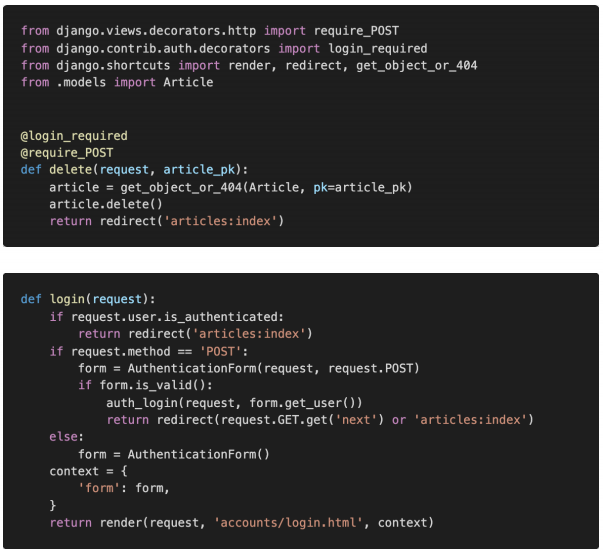 from django.views.decorators.http import require_POST
from django.contrib.auth.decorators import login_required
from django.shortcuts import render, redirect, get_object_or_404
from .models import Article
@login_required
@require_POST
def delete(request, article_pk):
    article = get_object_or_404(Article, pk=article_pk)
    article.delete()
    return redirect('articles:index')
def login(request):
    if request.user.is_authenticated:
        return redirect('articles:index')
    if request.method == 'POST':
        form = AuthenticationForm(request, request.POST)
        if form.is_valid():
            auth_login(request, form.get_user())
            return redirect(request.GET.get('next') or 'articles:index')
    else:
        form = AuthenticationForm()
    context = {
        'form': form,
    }
    return render(request, 'accounts/login.html', context)